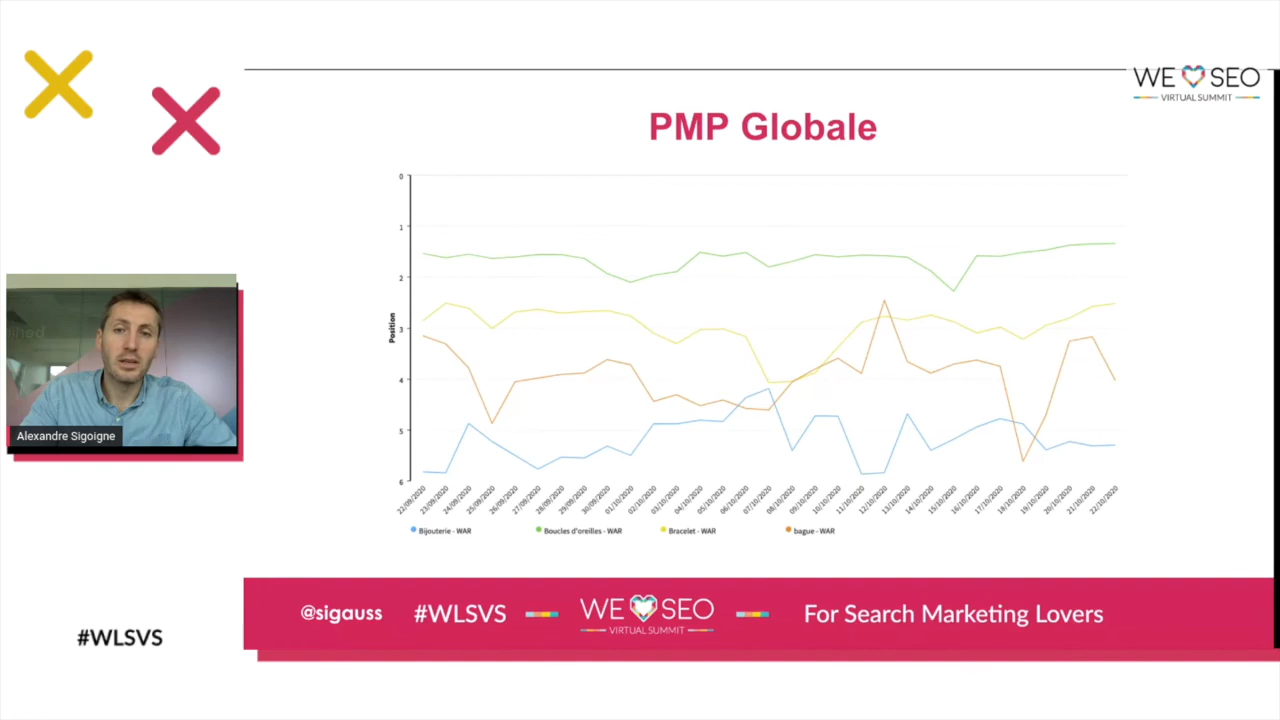 WE SEO
VIRTUAL SUMMIT
PMP Globale
0
1
2
3
4
5
6
Position
22/09/2020
23/09/2020
24/09/2020
25/09/2020
26/09/2020
27/09/2020
28/09/2020
29/09/2020
30/09/2020
01/10/2020
02/10/2020
03/10/2020
04/10/2020
05/10/2020
06/10/2020
07/10/2020
08/10/2020
09/10/2020
10/10/2020
11/10/2020
12/10/2020
13/10/2020
14/10/2020
15/10/2020
16/10/2020
17/10/2020
18/10/2020
19/10/2020
20/10/2020
21/10/2020
22/10/2020
Bijouterie - WAR
Boucles d'oreilles - WAR
Bracelet - WAR
bague - WAR
Alexandre Sigoigne
@sigauss
#WLSVS
WE SEO
VIRTUAL SUMMIT
For Search Marketing Lovers
#WLSVS